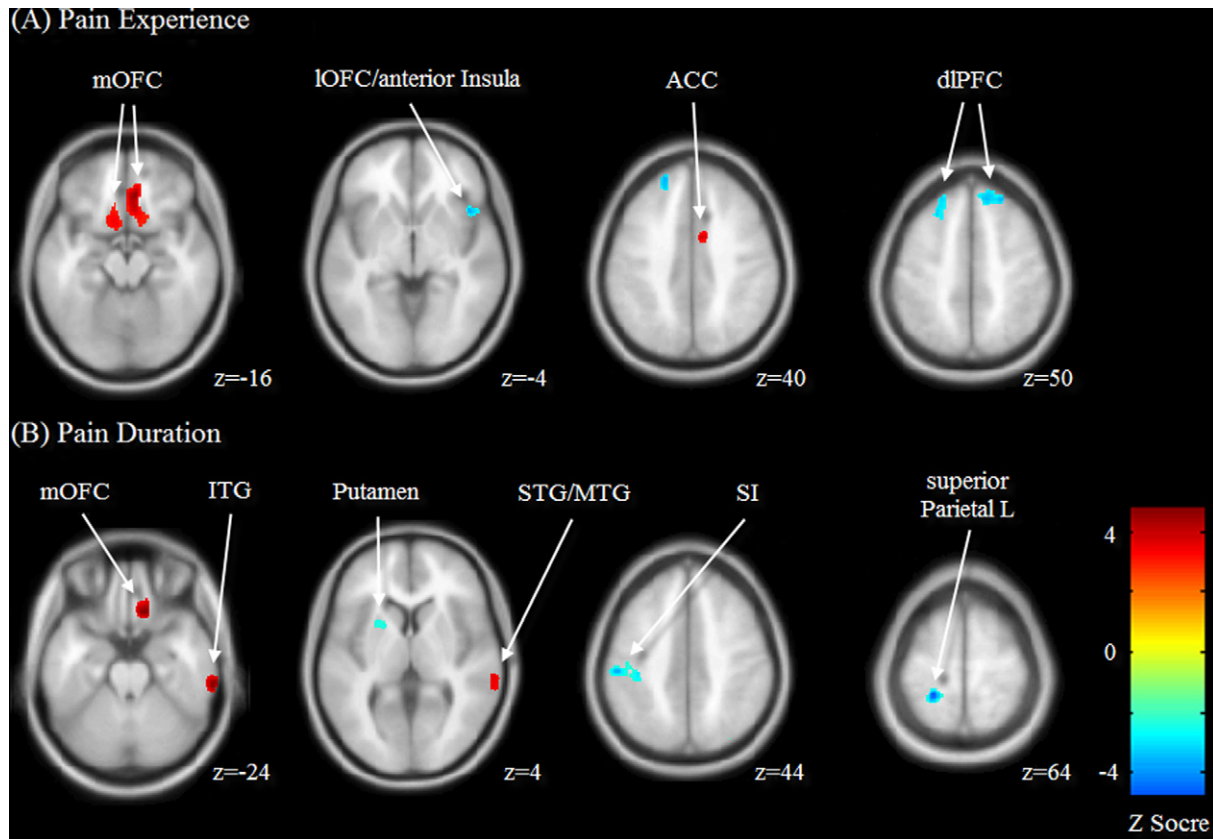 (A) Pain Experience
mOFC
lOFC/anterior Insula
ACC
dlPFC
z=-16
z=-4
z=40
z=50
(B) Pain Duration
mOFC
ITG
Putamen
STG/MTG
SI
superior
Parietal L
z=-24
z=4
z=44
z=64
4
0
-4
Z Socre